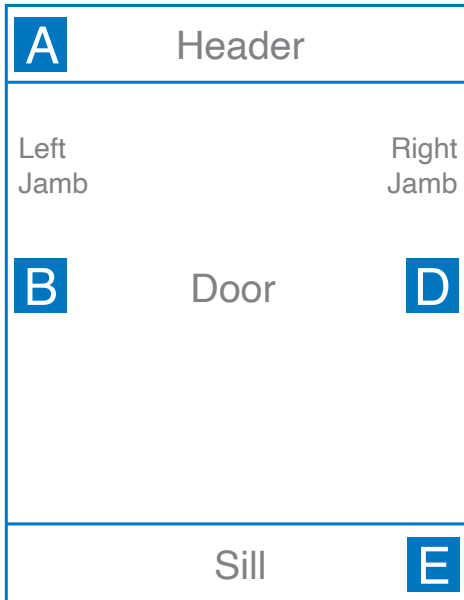 A Header
Left Right
Jamb Jamb
B Door D
Sill E